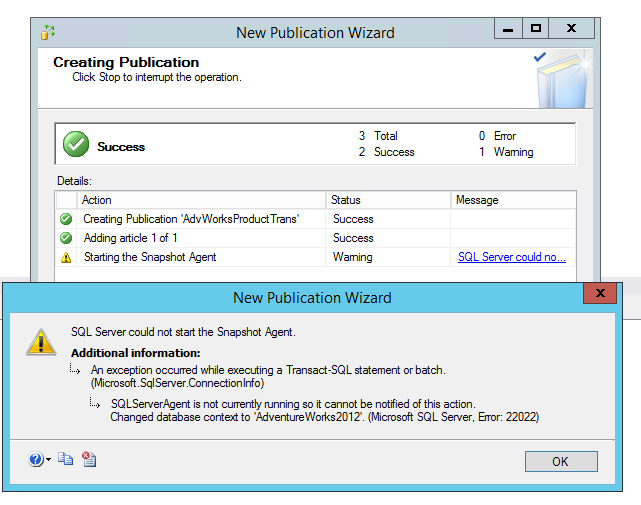 New Publication Wizard
Creating Publication
Click Stop to interrupt the operation.
Success
3 Total
0 Error
2 Success
1 Warning
Details:
Action Status Message
Creating Publication 'AdvWorksProductTrans' Success
Adding article 1 of 1 Success
Starting the Snapshot Agent Warning SQL Server could no...
New Publication Wizard
SQL Server could not start the Snapshot Agent.
Additional information:
An exception occurred while executing a Transact-SQL statement or batch.
(Microsoft.SqlServer.ConnectionInfo)
SQLServerAgent is not currently running so it cannot be notified of this action.
Changed database context to 'AdventureWorks2012'. (Microsoft SQL Server, Error: 22022)
OK